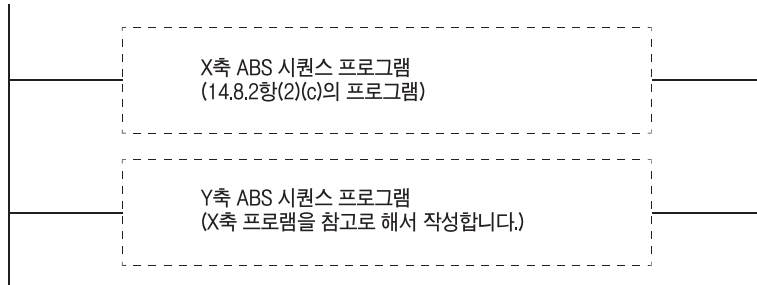 X축 ABS 시퀀스 프로그램
(14.8.2항(2)(c)의 프로그램)
Y축 ABS 시퀀스 프로그램
(X축 프로램을 참고로 해서 작성합니다.)